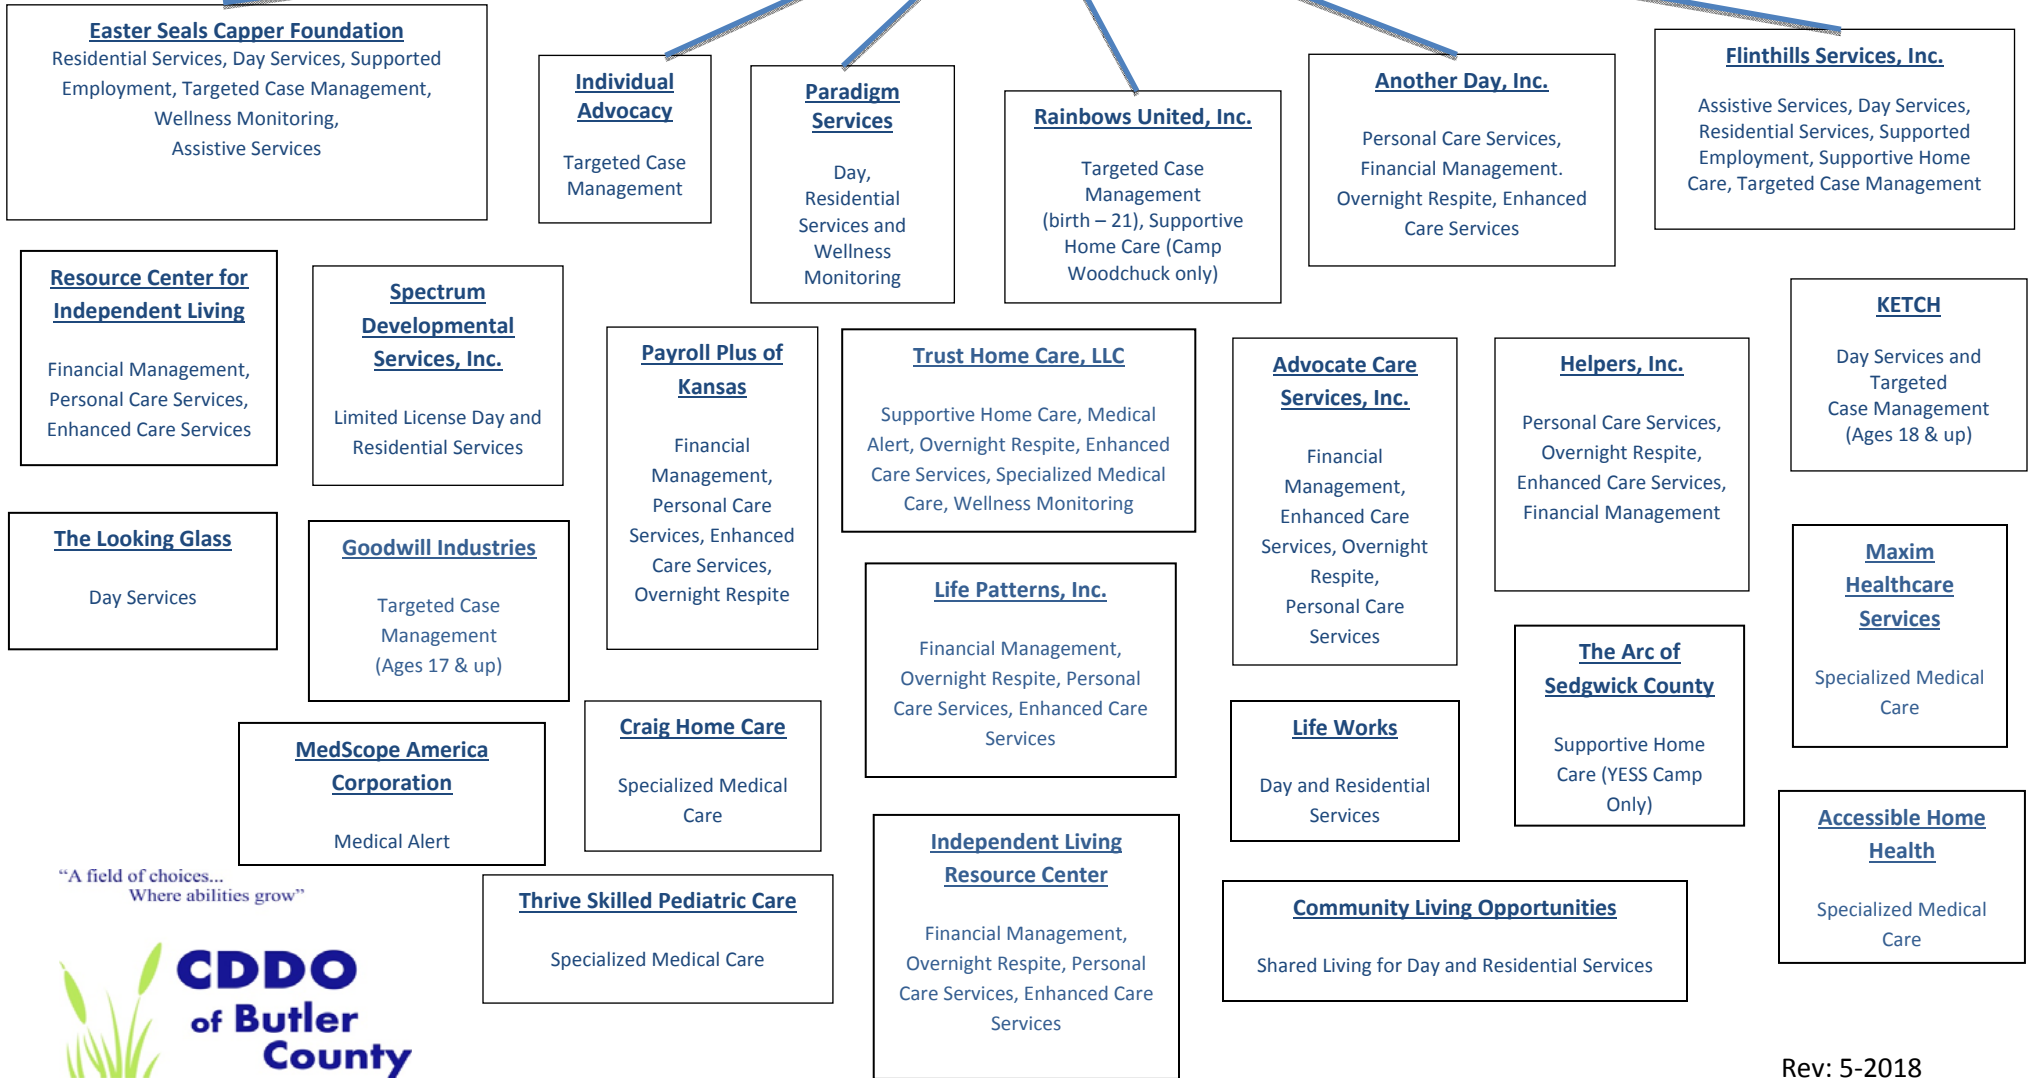 Easter Seals Capper Foundation
Residential Services, Day Services, Supported
Employment, Targeted Case Management,
Wellness Monitoring,
Assistive Services
Individual
Advocacy
Targeted Case
Management
Paradigm
Services
Day,
Residential
Services and
Wellness
Monitoring
Rainbows United, Inc.
Targeted Case
Management
(birth – 21), Supportive
Home Care (Camp
Woodchuck only)
Another Day, Inc.
Personal Care Services,
Financial Management.
Overnight Respite, Enhanced
Care Services
Flinthills Services, Inc.
Assistive Services, Day Services,
Residential Services, Supported
Employment, Supportive Home
Care, Targeted Case Management
Resource Center for
Independent Living
Financial Management,
Personal Care Services,
Enhanced Care Services
Spectrum
Developmental
Services, Inc.
Limited License Day and
Residential Services
Payroll Plus of
Kansas
Financial
Management,
Personal Care
Services, Enhanced
Care Services,
Overnight Respite
Trust Home Care, LLC
Supportive Home Care, Medical
Alert, Overnight Respite, Enhanced
Care Services, Specialized Medical
Care, Wellness Monitoring
Advocate Care
Services, Inc.
Financial
Management,
Enhanced Care
Services, Overnight
Respite,
Personal Care
Services
Helpers, Inc.
Personal Care Services,
Overnight Respite,
Enhanced Care Services,
Financial Management
KETCH
Day Services and
Targeted
Case Management
(Ages 18 & up)
The Looking Glass
Day Services
Goodwill Industries
Targeted Case
Management
(Ages 17 & up)
Life Patterns, Inc.
Financial Management,
Overnight Respite, Personal
Care Services, Enhanced Care
Services
The Arc of
Sedgwick County
Supportive Home
Care (YESS Camp
Only)
Maxim
Healthcare
Services
Specialized Medical
Care
MedScope America
Corporation
Medical Alert
Craig Home Care
Specialized Medical
Care
Life Works
Day and Residential
Services
Accessible Home
Health
Specialized Medical
Care
Thrive Skilled Pediatric Care
Specialized Medical Care
Independent Living
Resource Center
Financial Management,
Overnight Respite, Personal
Care Services, Enhanced Care
Services
Community Living Opportunities
Shared Living for Day and Residential Services
“A field of choices...
Where abilities grow”
CDDO
of Butler
County
Rev: 5-2018